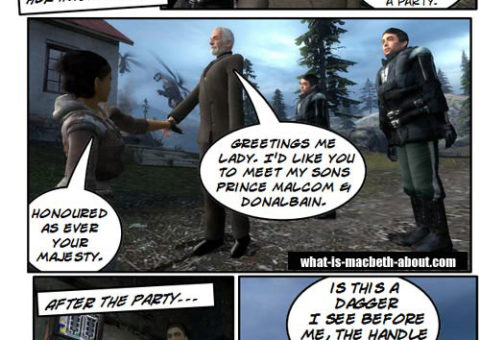 A PARTY.
GREETINGS ME
LADY. I'D LIKE YOU
TO MEET MY SONS
PRINCE MALCOM &
DONALBAIN.
HONOURED
AS EVER
YOUR
MAJESTY.
what-is-macbeth-about.com
AFTER THE PARTY...
IS THIS A
DAGGER
I SEE BEFORE
ME, THE HANDLE